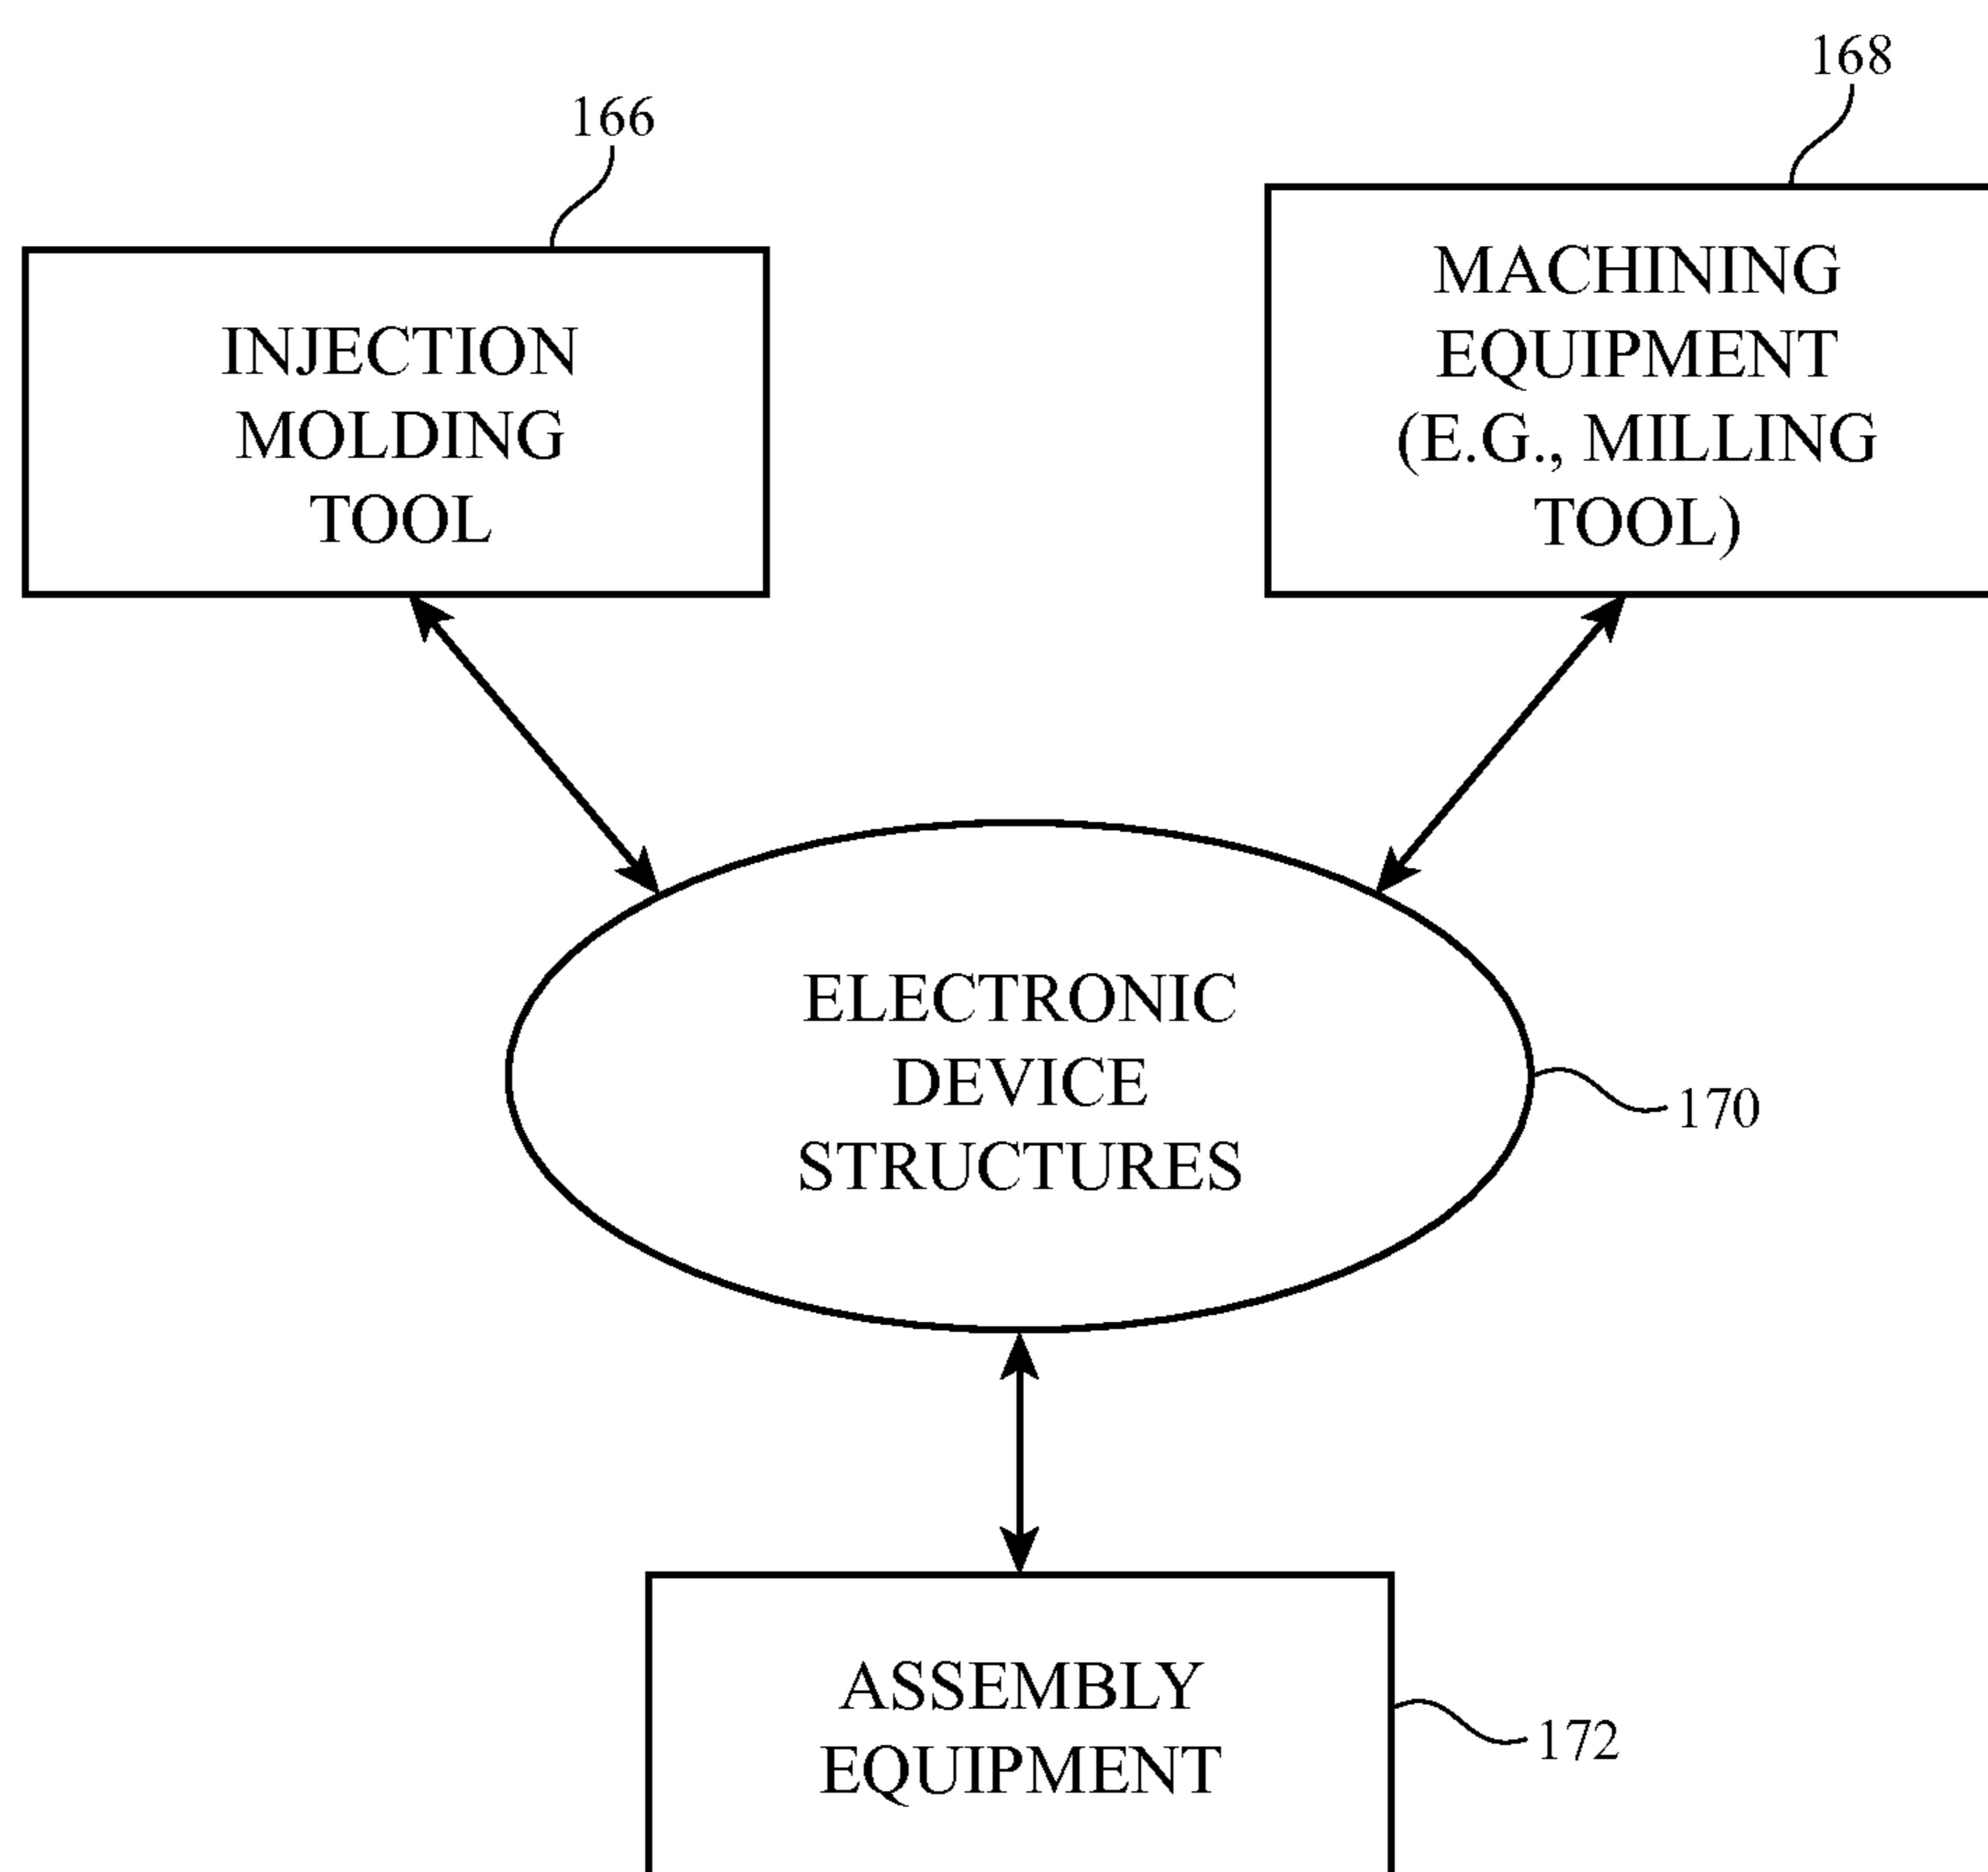 168
166
MACHINING
EQUIPMENT
(E.G., MILLING
TOOL)
INJECTION
MOLDING
TOOL
ELECTRONIC
DEVICE
STRUCTURES
170
ASSEMBLY
EQUIPMENT
172